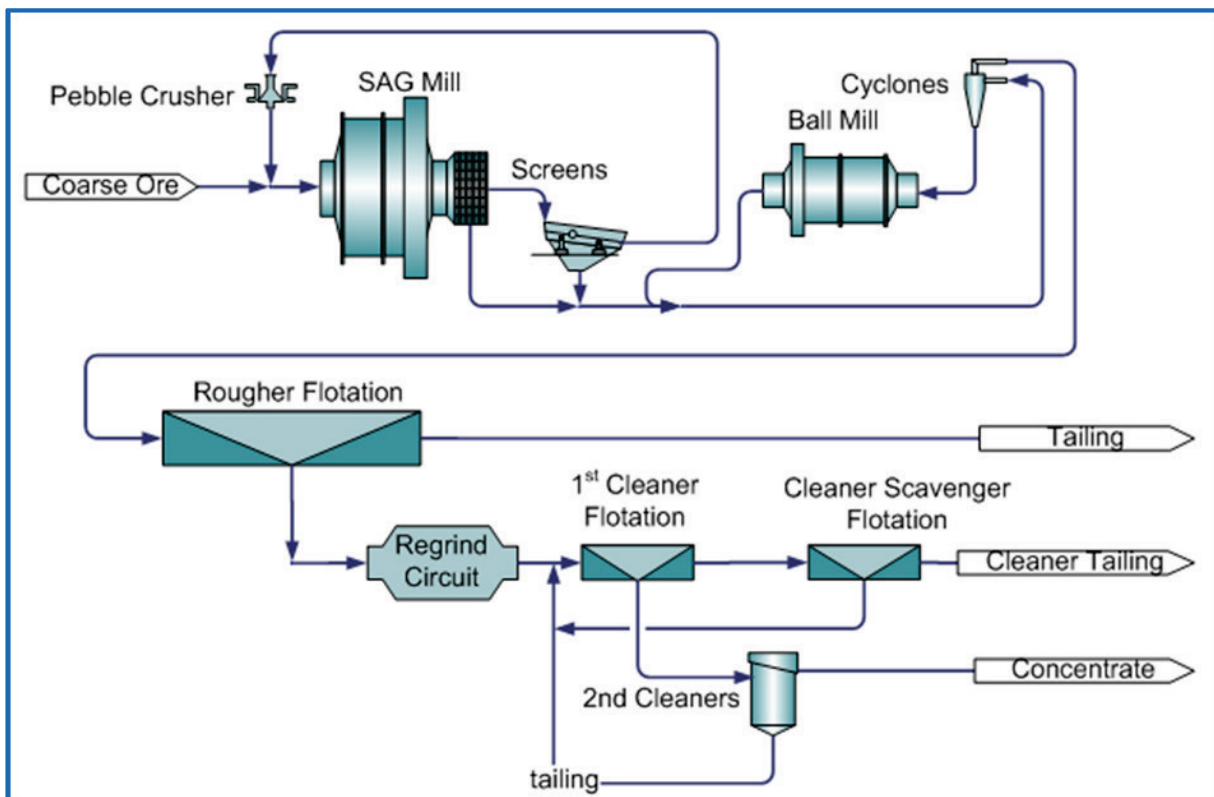 Pebble Crusher
SAG Mill
Cyclones
Ball Mill
Screens
Coarse Ore
Rougher Flotation
Tailing
1st Cleaner
Flotation
Cleaner Scavenger
Flotation
Regrind
Circuit
Cleaner Tailing
2nd Cleaners
Concentrate
tailing